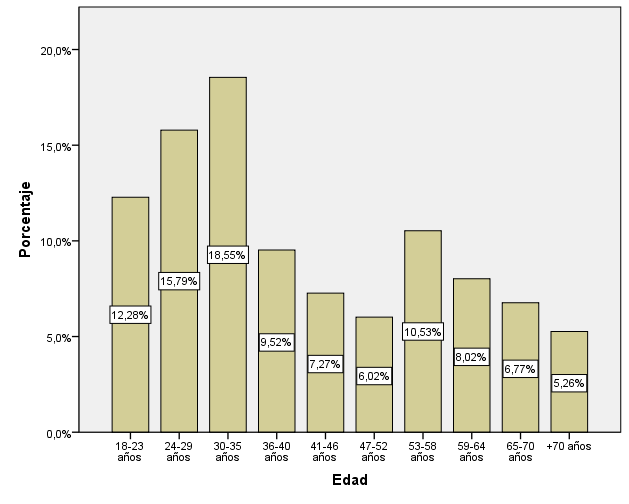 Porcentaje
20,0%
15,0%
10,0%
5,0%
0,0%
12,28%
15,79%
18,55%
9,52%
7,27%
6,02%
10,53%
8,02%
6,77%
5,26%
18-23
años
24-29
años
30-35
años
36-40
años
41-46
años
47-52
años
53-58
años
59-64
años
65-70
años
+70 años
Edad